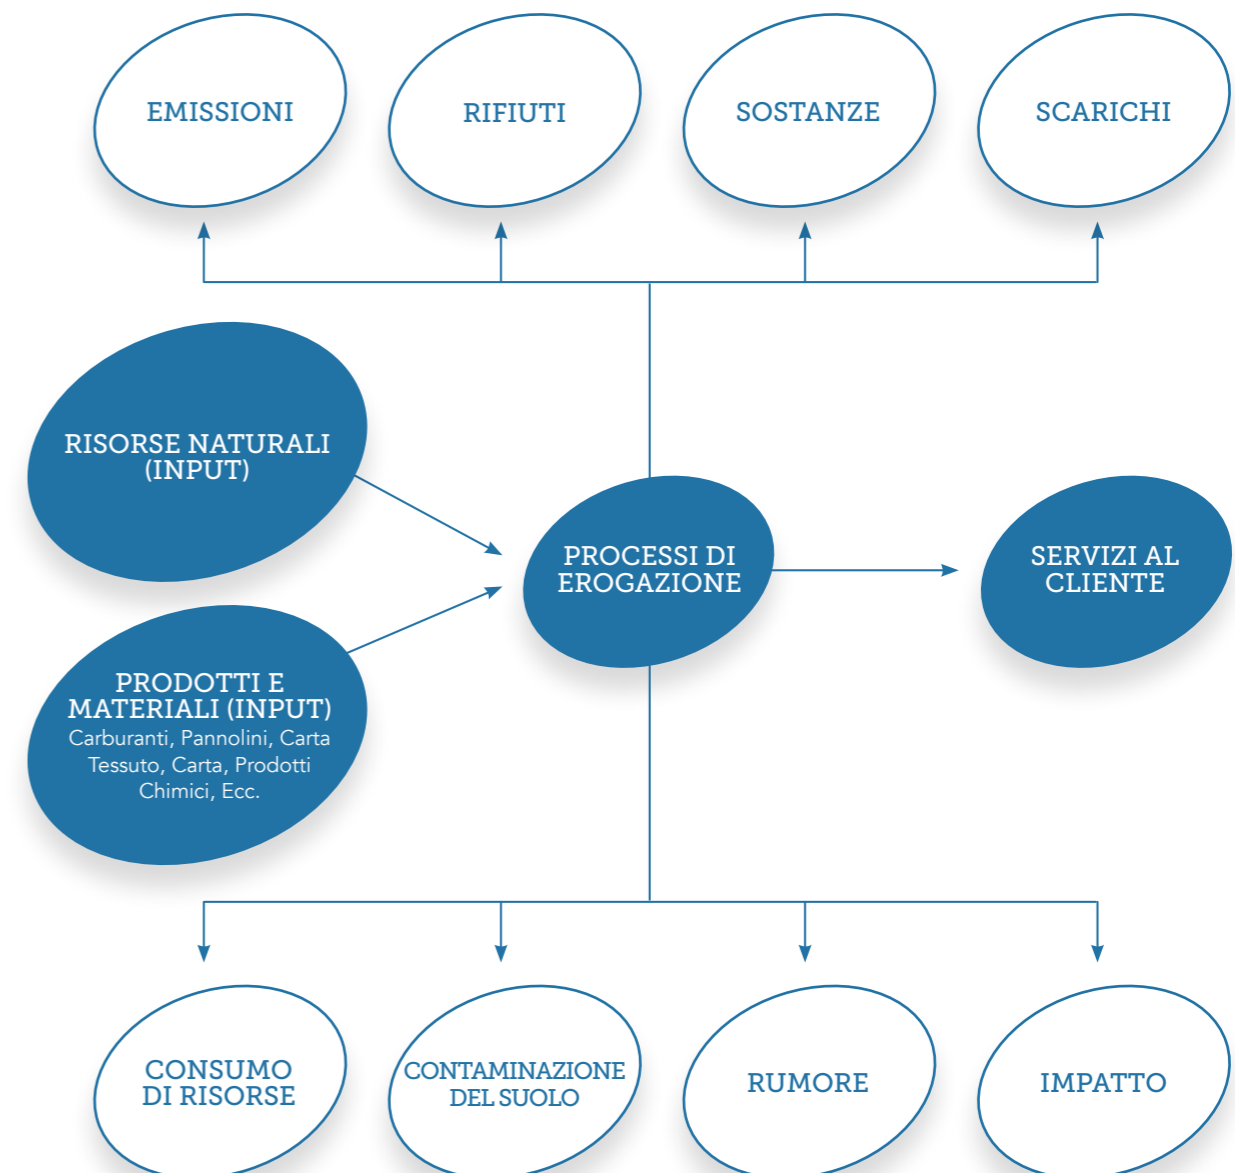 EMISSIONI
RIFIUTI
SOSTANZE
SCARICHI
RISORSE NATURALI
(INPUT)
PROCESSI DI
EROGAZIONE
SERVIZI AL
CLIENTE
PRODOTTI E
MATERIALI (INPUT)
Carburanti, Pannolini, Carta
Tessuto, Carta, Prodotti
Chimici, Ecc.
CONSUMO
DI RISORSE
CONTAMINAZIONE
DEL SUOLO
RUMORE
IMPATTO